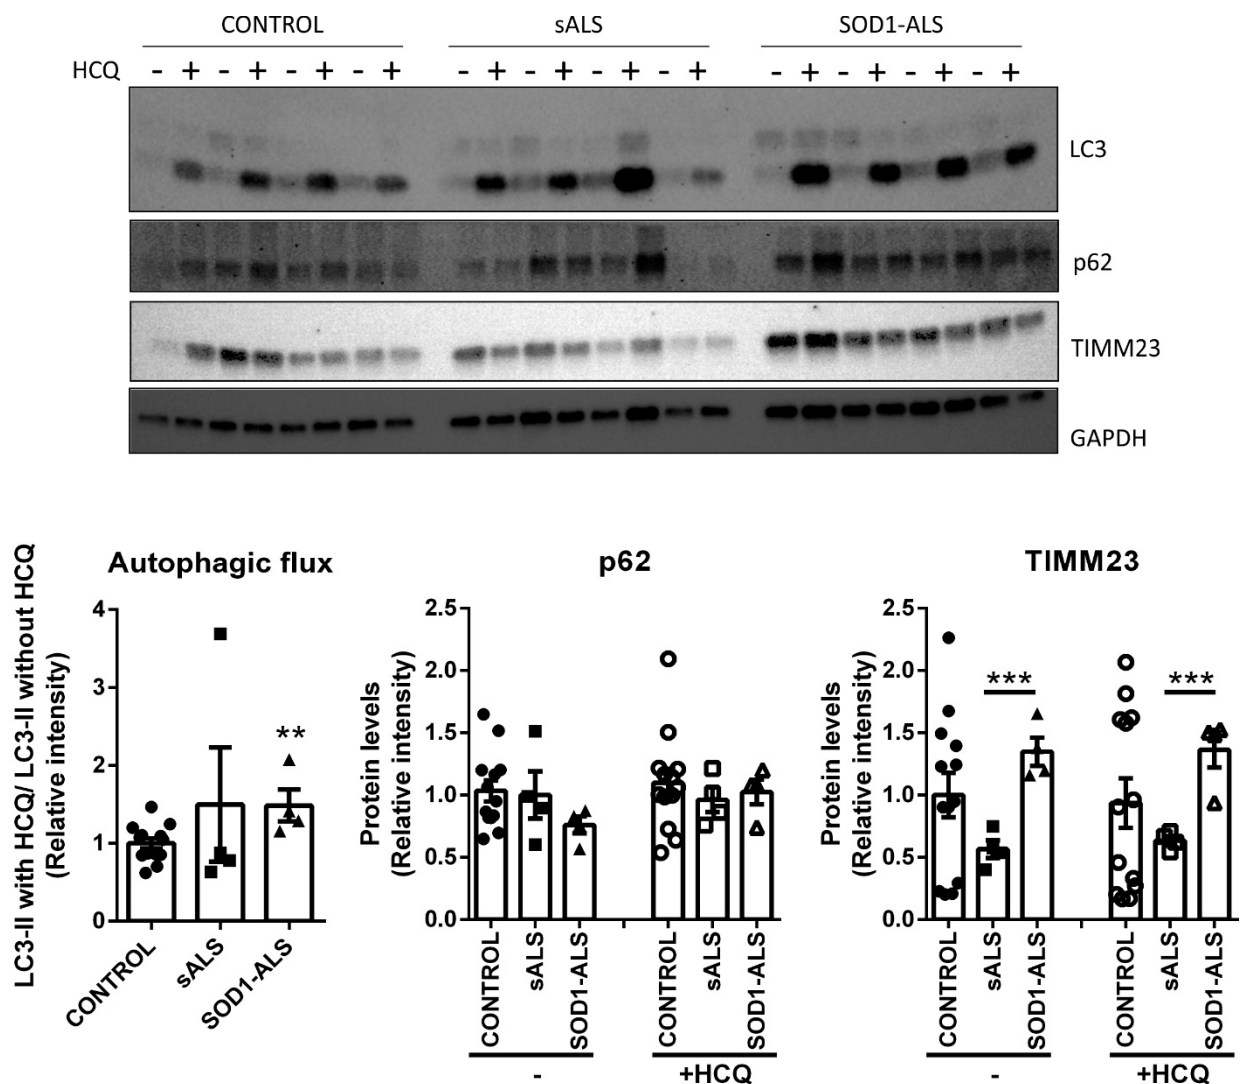 CONTROL sALS SOD1-ALS
HCQ - + - + - + - + - + - + - + - + - + - + - + - +
LC3
p62
TIMM23
GAPDH
Autophagic flux
LC3-II with HCQ/ LC3-II without HCQ
(Relative intensity)
4
3
2
1
0
**
CONTROL
sALS
SOD1-ALS
p62
Protein levels
(Relative intensity)
2.5
2.0
1.5
1.0
0.5
0.0
CONTROL
sALS
SOD1-ALS
CONTROL
sALS
SOD1-ALS
-
+HCQ
TIMM23
Protein levels
(Relative intensity)
2.5
2.0
1.5
1.0
0.5
0.0
***
***
CONTROL
sALS
SOD1-ALS
CONTROL
sALS
SOD1-ALS
-
+HCQ